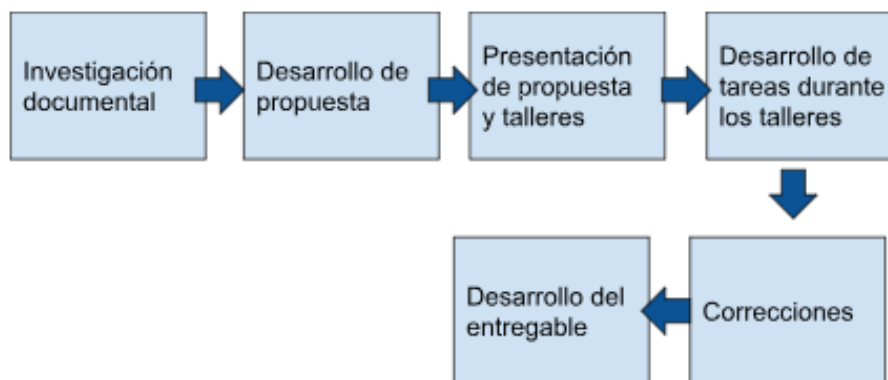 Investigación
documental
Desarrollo de
propuesta
Presentación
de propuesta
y talleres
Desarrollo de
tareas durante
los talleres
Correcciones
Desarrollo del
entregable